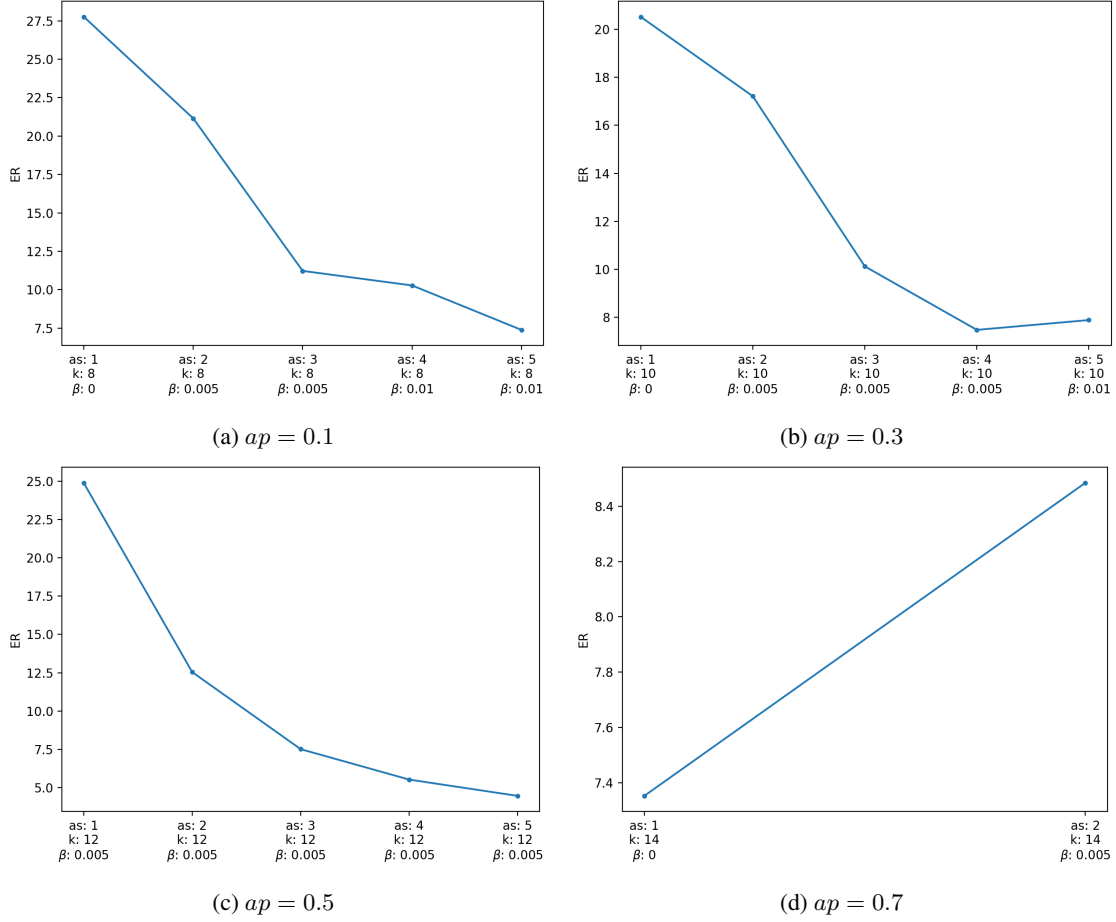 27.5
25.0
22.5
20.0
17.5
15.0
12.5
10.0
7.5
ER
as: 1 as: 2 as: 3 as: 4 as: 5
k: 8 k: 8 k: 8 k: 8 k: 8
β: 0 β: 0.005 β: 0.005 β: 0.01 β: 0.01
(a) ap = 0.1
20
18
16
14
12
10
8
ER
as: 1 as: 2 as: 3 as: 4 as: 5
k: 10 k: 10 k: 10 k: 10 k: 10
β: 0 β: 0.005 β: 0.005 β: 0.005 β: 0.01
(b) ap = 0.3
25.0
22.5
20.0
17.5
15.0
12.5
10.0
7.5
5.0
ER
as: 1 as: 2 as: 3 as: 4 as: 5
k: 12 k: 12 k: 12 k: 12 k: 12
β: 0.005 β: 0.005 β: 0.005 β: 0.005 β: 0.005
(c) ap = 0.5
8.4
8.2
8.0
7.8
7.6
7.4
ER
as: 1 as: 2
k: 14 k: 14
β: 0 β: 0.005
(d) ap = 0.7